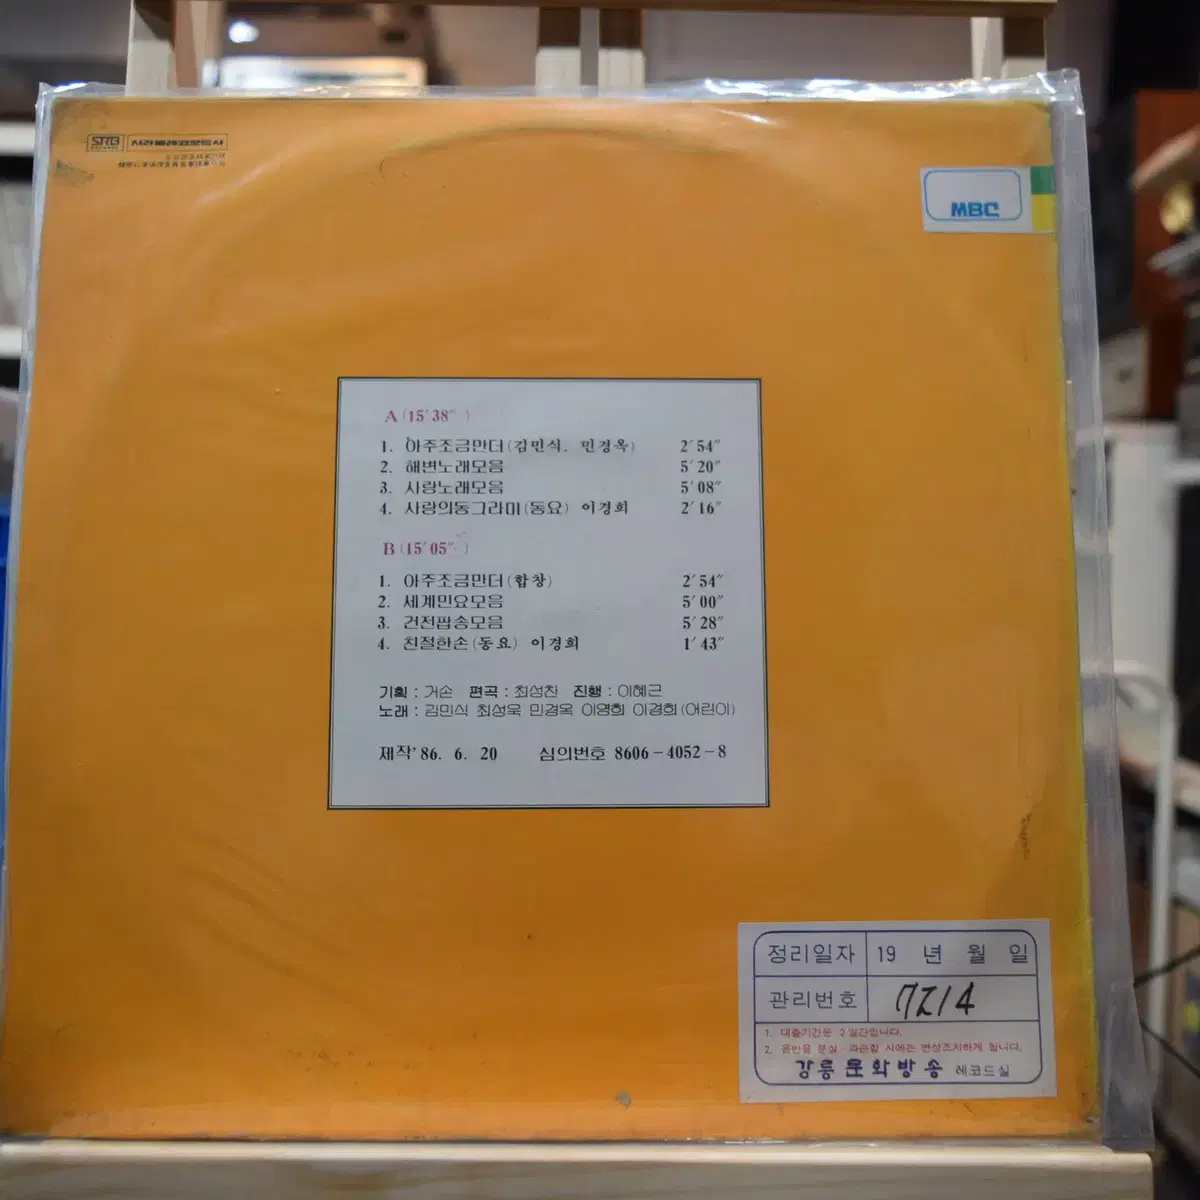 SRB 사라벨레코드사
MBC
A (15′38″ )
1. 아주조금만더(김민식, 민경옥) 2′54″
2. 해변노래모음 5′20″
3. 사랑노래모음 5′08″
4. 사랑의동그라미(동요) 이경희 2′16″
B (15′05″ )
1. 아주조금만더(합창) 2′54″
2. 세계민요모음 5′00″
3. 건전팝송모음 5′28″
4. 친절한손(동요) 이경희 1′43″
기획 : 거손 편곡 : 최성찬 진행 : 이혜근
노래 : 김민식 최성욱 민경옥 이영희 이경희(어린이)
제작 '86. 6. 20 심의번호 8606-4052-8
정리일자 19 년 월 일
관리번호 7214
1. 대출기간은 2일간입니다.
2. 음반을 분실·파손할 시에는 변상조치하게 됩니다.
강릉문화방송 레코드실